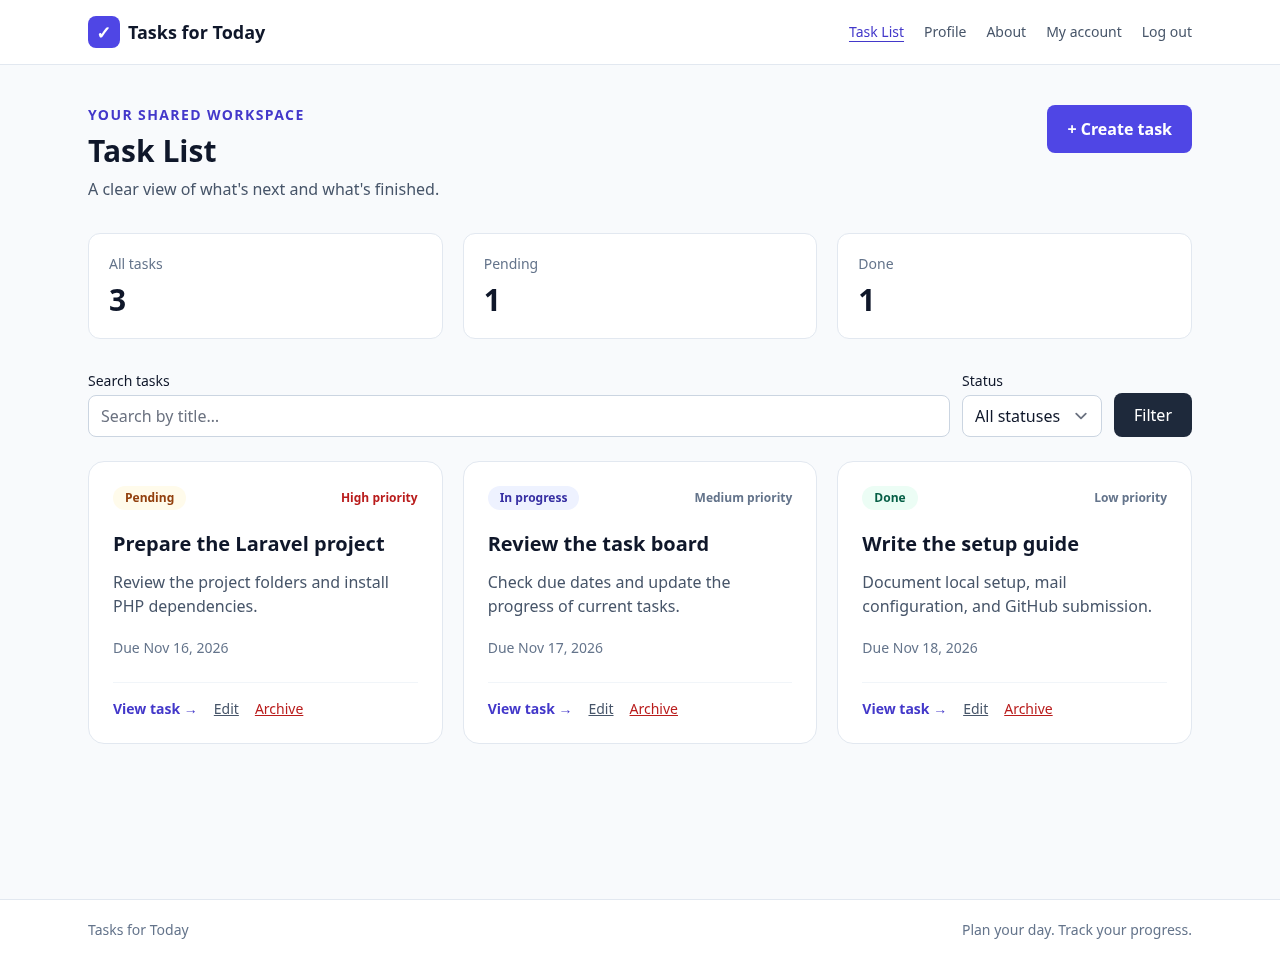 ✓ Tasks for Today
Task List Profile About My account Log out
YOUR SHARED WORKSPACE
Task List
A clear view of what's next and what's finished.
+ Create task
All tasks
3
Pending
1
Done
1
Search tasks
Search by title...
Status
All statuses
Filter
Pending High priority
Prepare the Laravel project
Review the project folders and install
PHP dependencies.
Due Nov 16, 2026
View task → Edit Archive
In progress Medium priority
Review the task board
Check due dates and update the
progress of current tasks.
Due Nov 17, 2026
View task → Edit Archive
Done Low priority
Write the setup guide
Document local setup, mail
configuration, and GitHub submission.
Due Nov 18, 2026
View task → Edit Archive
Tasks for Today
Plan your day. Track your progress.